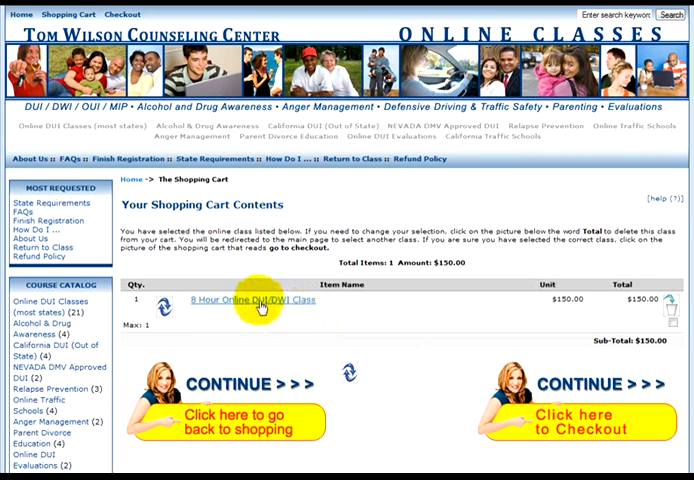 Home Shopping Cart Checkout
Enter search keyword Search
TOM WILSON COUNSELING CENTER ONLINE CLASSES
DUI / DWI / OUI / MIP • Alcohol and Drug Awareness • Anger Management • Defensive Driving & Traffic Safety • Parenting • Evaluations
Online DUI Classes (most states) Alcohol & Drug Awareness California DUI (Out of State) NEVADA DMV Approved DUI Relapse Prevention Online Traffic Schools
Anger Management Parent Divorce Education Online DUI Evaluations California Traffic Schools
About Us :: FAQs :: Finish Registration :: State Requirements :: How Do I ... :: Return to Class :: Refund Policy
MOST REQUESTED
State Requirements
FAQs
Finish Registration
How Do I ...
About Us
Return to Class
Refund Policy
COURSE CATALOG
Online DUI Classes
(most states) (21)
Alcohol & Drug
Awareness (4)
California DUI (Out of
State) (4)
NEVADA DMV Approved
DUI (2)
Relapse Prevention (3)
Online Traffic
Schools (4)
Anger Management (2)
Parent Divorce
Education (4)
Online DUI
Evaluations (2)
Home -> The Shopping Cart
Your Shopping Cart Contents
[help (?)]
You have selected the online class listed below. If you need to change your selection, click on the picture below the word Total to delete this class
from your cart. You will be redirected to the main page to select another class. If you are sure you have selected the correct class, click on the
picture of the shopping cart that reads go to checkout.
Total Items: 1 Amount: $150.00
Qty. Item Name Unit Total
1 8 Hour Online DUI/DWI Class $150.00 $150.00
Max: 1
Sub-Total: $150.00
CONTINUE > > >
Click here to go
back to shopping
CONTINUE > > >
Click here
to Checkout